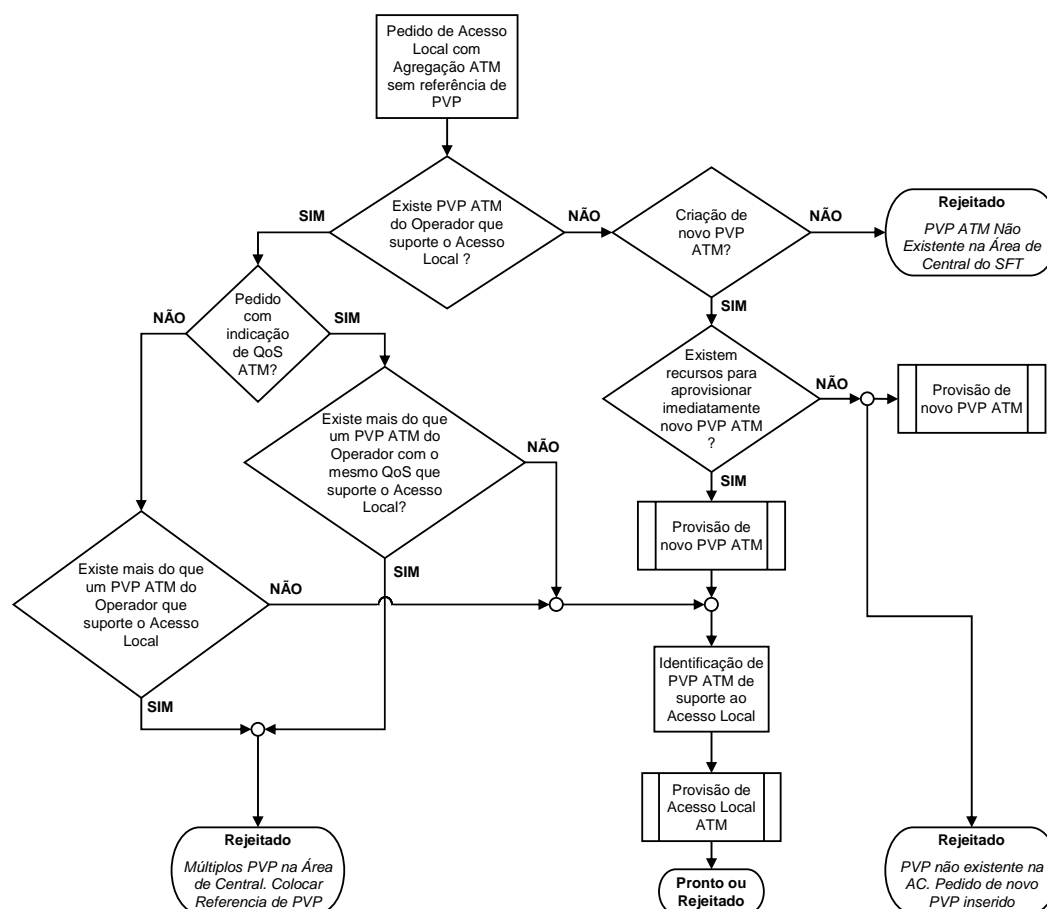 Pedido de Acesso
Local com
Agregação ATM
sem referência de
PVP
Existe PVP ATM
do Operador que
suporte o Acesso
Local ?
SIM
NÃO
Criação de
novo PVP
ATM?
NÃO
Rejeitado
PVP ATM Não
Existente na Área de
Central do SFT
SIM
Pedido
com
indicação
de QoS
ATM?
NÃO
SIM
Existem
recursos para
aprovisionar
imediatamente
novo PVP ATM
?
NÃO
Provisão de
novo PVP ATM
SIM
Existe mais do que
um PVP ATM do
Operador com o
mesmo QoS que
suporte o Acesso
Local?
NÃO
SIM
Provisão de
novo PVP ATM
Existe mais do que
um PVP ATM do
Operador que
suporte o Acesso
Local
NÃO
SIM
Identificação de
PVP ATM de
suporte ao
Acesso Local
Provisão de
Acesso Local
ATM
Rejeitado
Múltiplos PVP na Área
de Central. Colocar
Referencia de PVP
Pronto ou
Rejeitado
Rejeitado
PVP não existente na
AC. Pedido de novo
PVP inserido